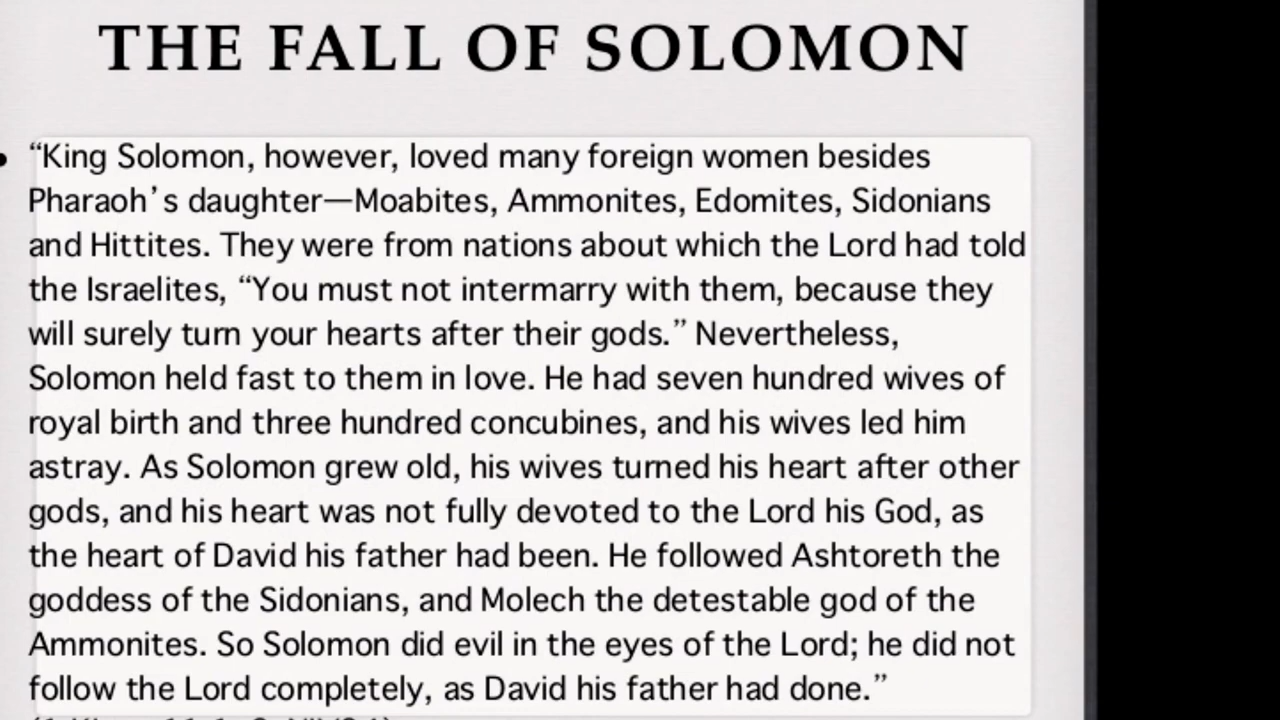 THE FALL OF SOLOMON
• “King Solomon, however, loved many foreign women besides
Pharaoh’s daughter—Moabites, Ammonites, Edomites, Sidonians
and Hittites. They were from nations about which the Lord had told
the Israelites, “You must not intermarry with them, because they
will surely turn your hearts after their gods.” Nevertheless,
Solomon held fast to them in love. He had seven hundred wives of
royal birth and three hundred concubines, and his wives led him
astray. As Solomon grew old, his wives turned his heart after other
gods, and his heart was not fully devoted to the Lord his God, as
the heart of David his father had been. He followed Ashtoreth the
goddess of the Sidonians, and Molech the detestable god of the
Ammonites. So Solomon did evil in the eyes of the Lord; he did not
follow the Lord completely, as David his father had done.”